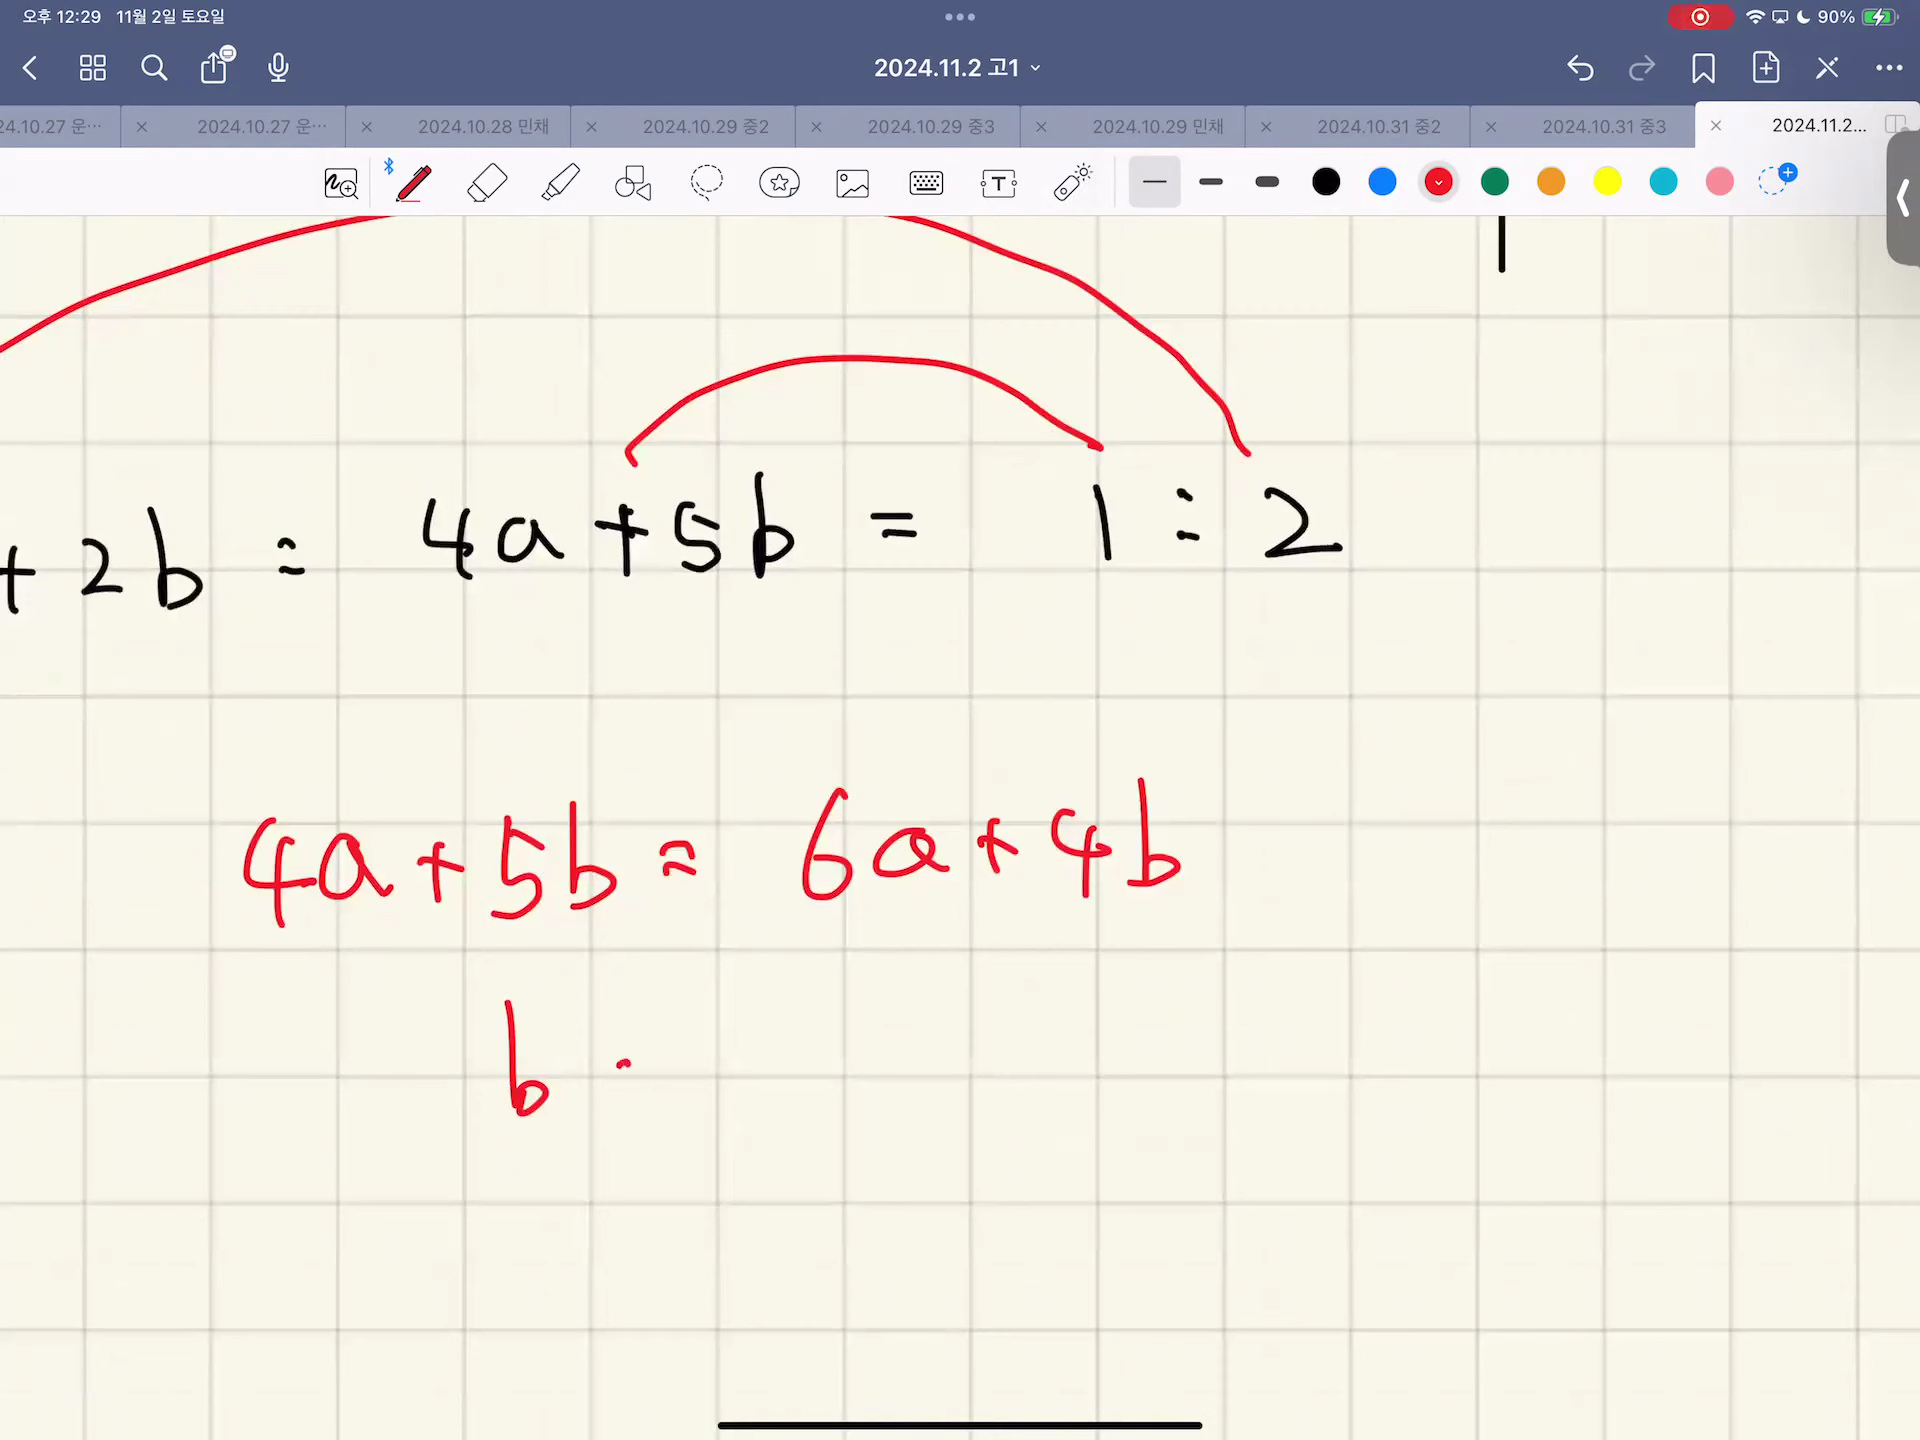 오후 12:29 11월 2일 토요일
90%
2024.11.2 고1
24.10.27 운…
2024.10.27 운…
2024.10.28 민채
2024.10.29 중2
2024.10.29 중3
2024.10.29 민채
2024.10.31 중2
2024.10.31 중3
2024.11.2...
T
+ 2b = 4a+5b = 1 : 2
4a+5b = 6a+4b
b